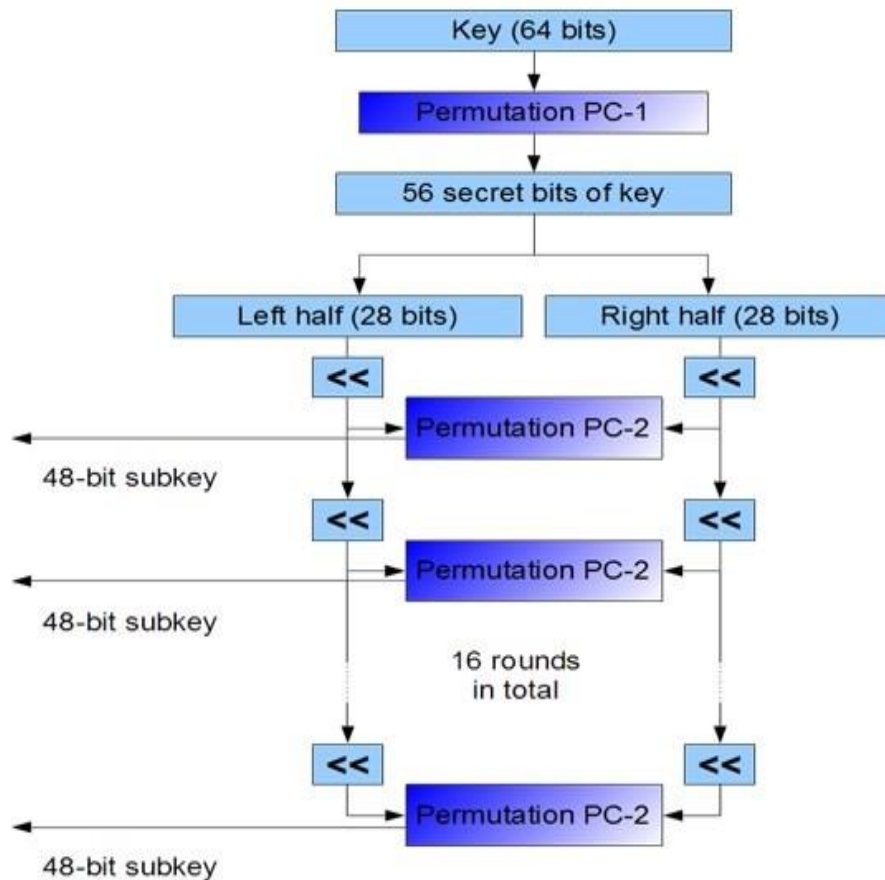 Key (64 bits)
Permutation PC-1
56 secret bits of key
Left half (28 bits)
Right half (28 bits)
<<
<<
Permutation PC-2
48-bit subkey
<<
<<
Permutation PC-2
48-bit subkey
16 rounds
in total
<<
<<
Permutation PC-2
48-bit subkey